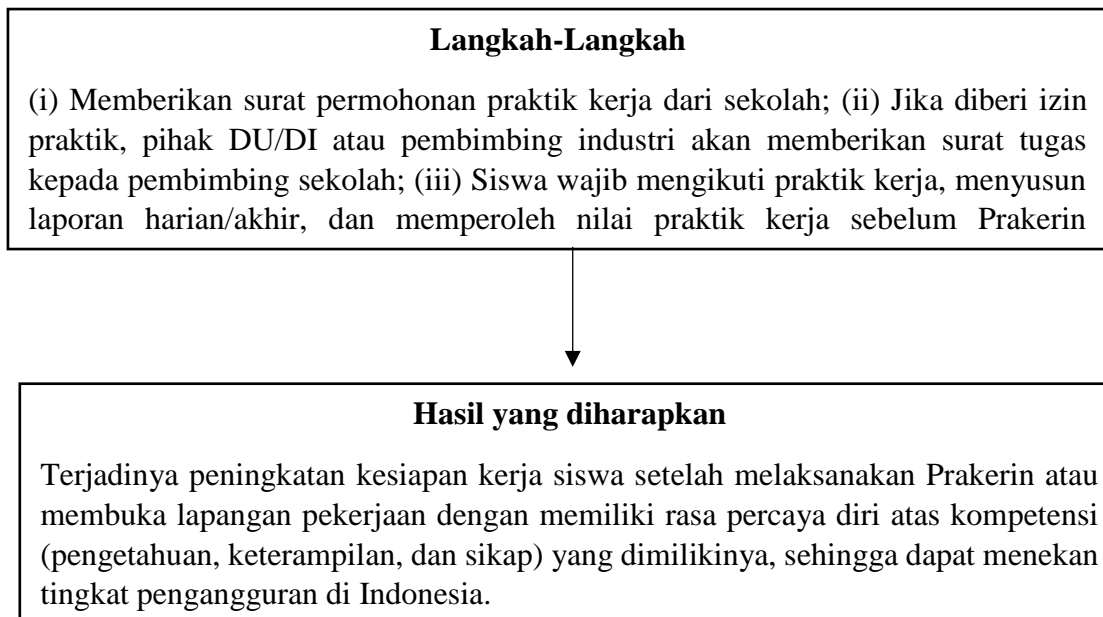 Langkah-Langkah
(i) Memberikan surat permohonan praktik kerja dari sekolah; (ii) Jika diberi izin
praktik, pihak DU/DI atau pembimbing industri akan memberikan surat tugas
kepada pembimbing sekolah; (iii) Siswa wajib mengikuti praktik kerja, menyusun
laporan harian/akhir, dan memperoleh nilai praktik kerja sebelum Prakerin
Hasil yang diharapkan
Terjadinya peningkatan kesiapan kerja siswa setelah melaksanakan Prakerin atau
membuka lapangan pekerjaan dengan memiliki rasa percaya diri atas kompetensi
(pengetahuan, keterampilan, dan sikap) yang dimilikinya, sehingga dapat menekan
tingkat pengangguran di Indonesia.